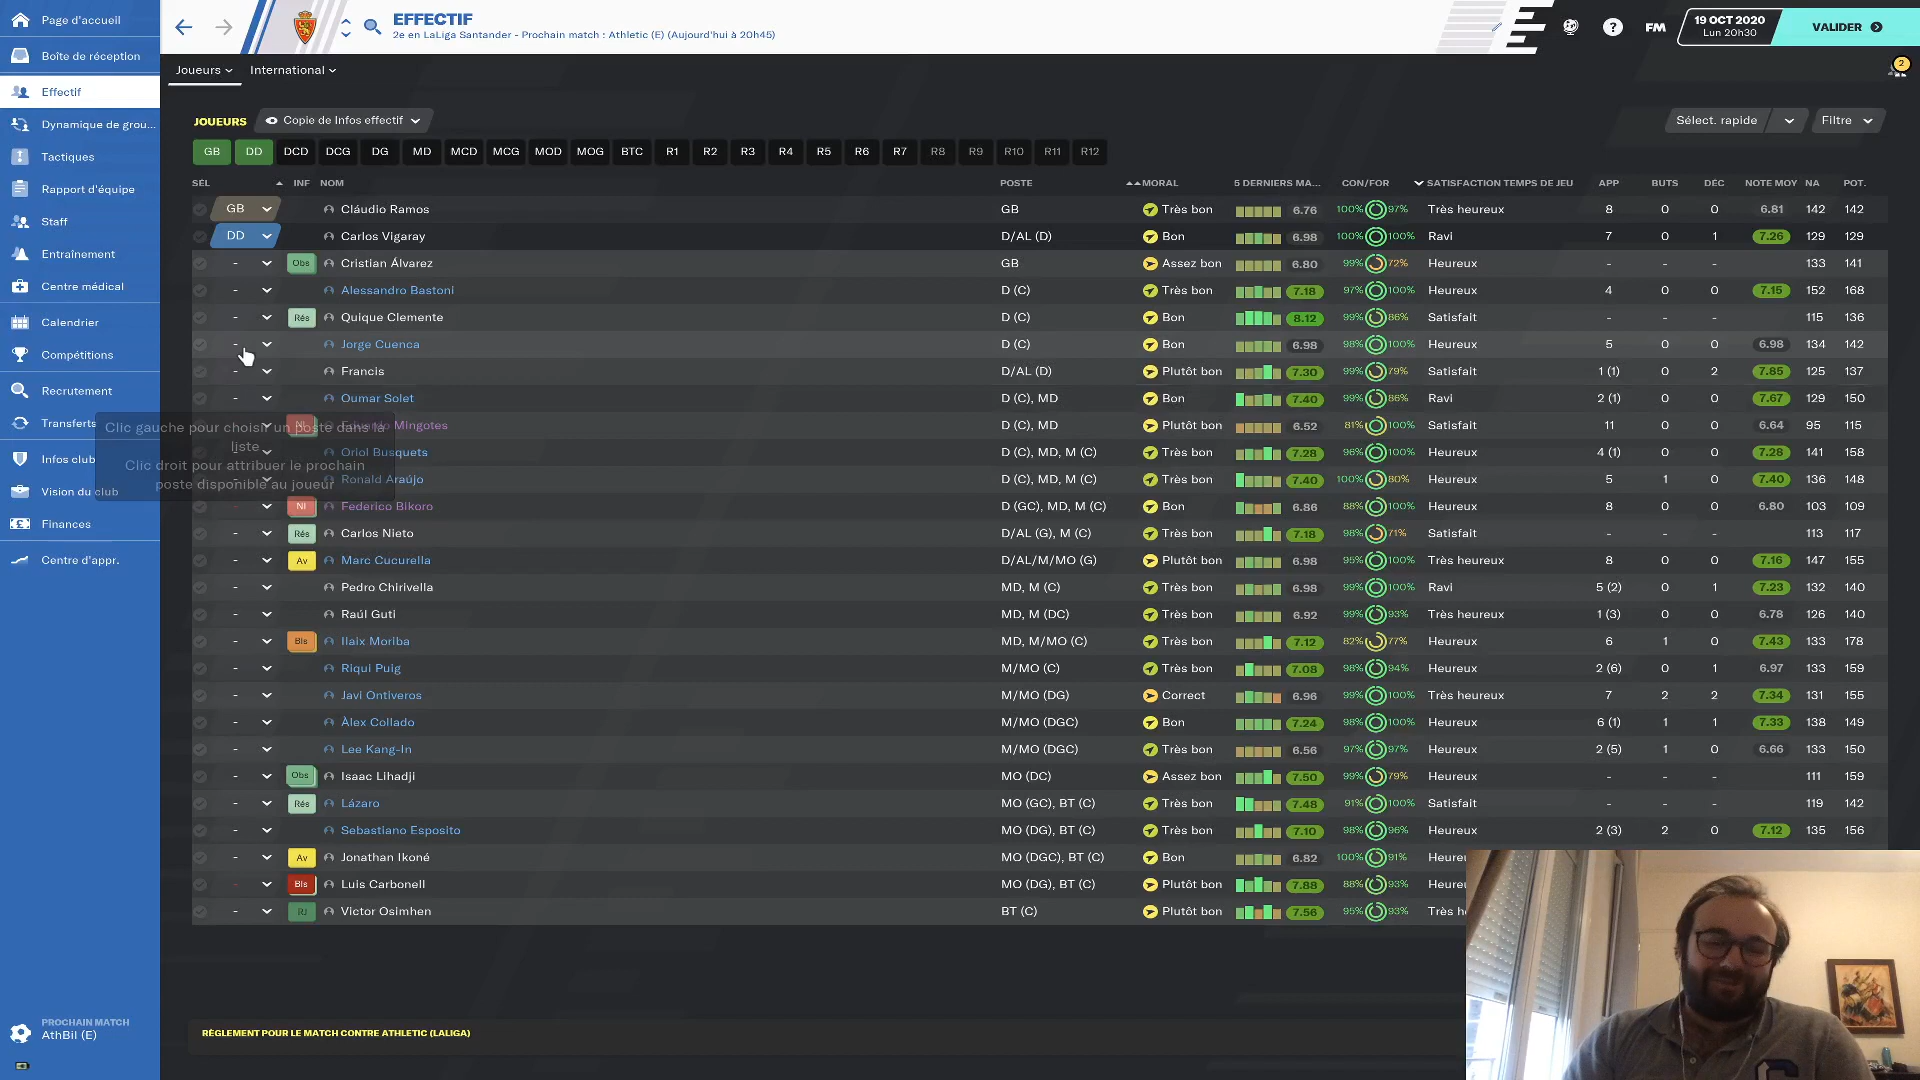 Page d'accueil
Boîte de réception
Effectif
Dynamique de grou...
Tactiques
Rapport d'équipe
Staff
Entraînement
Centre médical
Calendrier
Compétitions
Recrutement
Transferts
Infos club
Vision du club
Finances
Centre d'appr.
PROCHAIN MATCH
AthBil (E)
EFFECTIF
2e en LaLiga Santander - Prochain match : Athletic (E) (Aujourd'hui à 20h45)
FM
19 OCT 2020
Lun 20h30
VALIDER
2
Joueurs International
JOUEURS Copie de Infos effectif Sélect. rapide Filtre
GB DD DCD DCG DG MD MCD MCG MOD MOG BTC R1 R2 R3 R4 R5 R6 R7 R8 R9 R10 R11 R12
SÉL INF NOM POSTE MORAL 5 DERNIERS MA... CON/FOR SATISFACTION TEMPS DE JEU APP BUTS DÉC NOTE MOY NA POT.
GB Cláudio Ramos GB Très bon 6.76 100% 97% Très heureux 8 0 0 6.81 142 142
DD Carlos Vigaray D/AL (D) Bon 6.98 100% 100% Ravi 7 0 1 7.26 129 129
- Obs Cristian Álvarez GB Assez bon 6.80 99% 72% Heureux - - - 133 141
- Alessandro Bastoni D (C) Très bon 7.18 97% 100% Heureux 4 0 0 7.15 152 168
- Rés Quique Clemente D (C) Bon 8.12 99% 86% Satisfait - - - 115 136
- Jorge Cuenca D (C) Bon 6.98 98% 100% Heureux 5 0 0 6.98 134 142
- Francis D/AL (D) Plutôt bon 7.30 99% 79% Satisfait 1 (1) 0 2 7.85 125 137
- Oumar Solet D (C), MD Bon 7.40 99% 86% Ravi 2 (1) 0 0 7.67 129 150
NI Eduardo Mingotes D (C), MD Plutôt bon 6.52 81% 100% Satisfait 11 0 0 6.64 95 115
Oriol Busquets D (C), MD, M (C) Très bon 7.28 96% 100% Heureux 4 (1) 0 0 7.28 141 158
Ronald Araújo D (C), MD, M (C) Très bon 7.40 100% 80% Heureux 5 1 0 7.40 136 148
- NI Federico Bikoro D (GC), MD, M (C) Bon 6.86 88% 100% Heureux 8 0 0 6.80 103 109
- Rés Carlos Nieto D/AL (G), M (C) Très bon 7.18 98% 71% Satisfait - - - 113 117
- Av Marc Cucurella D/AL/M/MO (G) Plutôt bon 6.98 95% 100% Très heureux 8 0 0 7.16 147 155
- Pedro Chirivella MD, M (C) Très bon 6.98 99% 100% Ravi 5 (2) 0 1 7.23 132 140
- Raúl Guti MD, M (DC) Très bon 6.92 99% 93% Très heureux 1 (3) 0 0 6.78 126 140
- Bls Ilaix Moriba MD, M/MO (C) Très bon 7.12 82% 77% Heureux 6 1 0 7.43 133 178
- Riqui Puig M/MO (C) Très bon 7.08 98% 94% Heureux 2 (6) 0 1 6.97 133 159
- Javi Ontiveros M/MO (DG) Correct 6.96 99% 100% Très heureux 7 2 2 7.34 131 155
- Àlex Collado M/MO (DGC) Bon 7.24 98% 100% Heureux 6 (1) 1 1 7.33 138 149
- Lee Kang-In M/MO (DGC) Très bon 6.56 97% 97% Heureux 2 (5) 1 0 6.66 133 150
- Obs Isaac Lihadji MO (DC) Assez bon 7.50 99% 79% Heureux - - - 111 159
- Rés Lázaro MO (GC), BT (C) Très bon 7.48 91% 100% Satisfait - - - 119 142
- Sebastiano Esposito MO (DG), BT (C) Très bon 7.10 98% 96% Heureux 2 (3) 2 0 7.12 135 156
- Av Jonathan Ikoné MO (DGC), BT (C) Bon 6.82 100% 91% Heure
- Bls Luis Carbonell MO (DG), BT (C) Plutôt bon 7.88 88% 93% Heure
- RJ Victor Osimhen BT (C) Plutôt bon 7.56 95% 93% Très h
Clic gauche pour choisir un poste dans la
liste
Clic droit pour attribuer le prochain
poste disponible au joueur
RÈGLEMENT POUR LE MATCH CONTRE ATHLETIC (LALIGA)